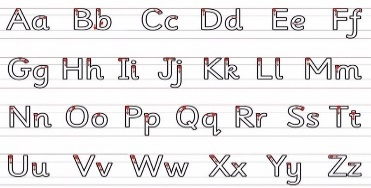 Aa Bb Cc Dd Ee Ff
Gg Hh Ii Jj Kk Ll Mm
Nn Oo Pp Qq Rr Ss Tt
Uu Vv Ww Xx Yy Zz